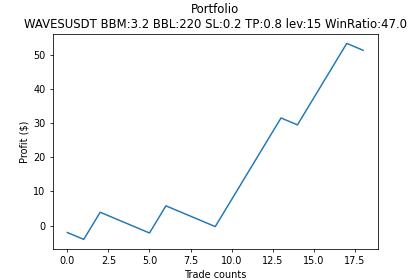 Portfolio
WAVESUSDT BBM:3.2 BBL:220 SL:0.2 TP:0.8 lev:15 WinRatio:47.0
Profit ($)
50
40
30
20
10
0
0.0 2.5 5.0 7.5 10.0 12.5 15.0 17.5
Trade counts